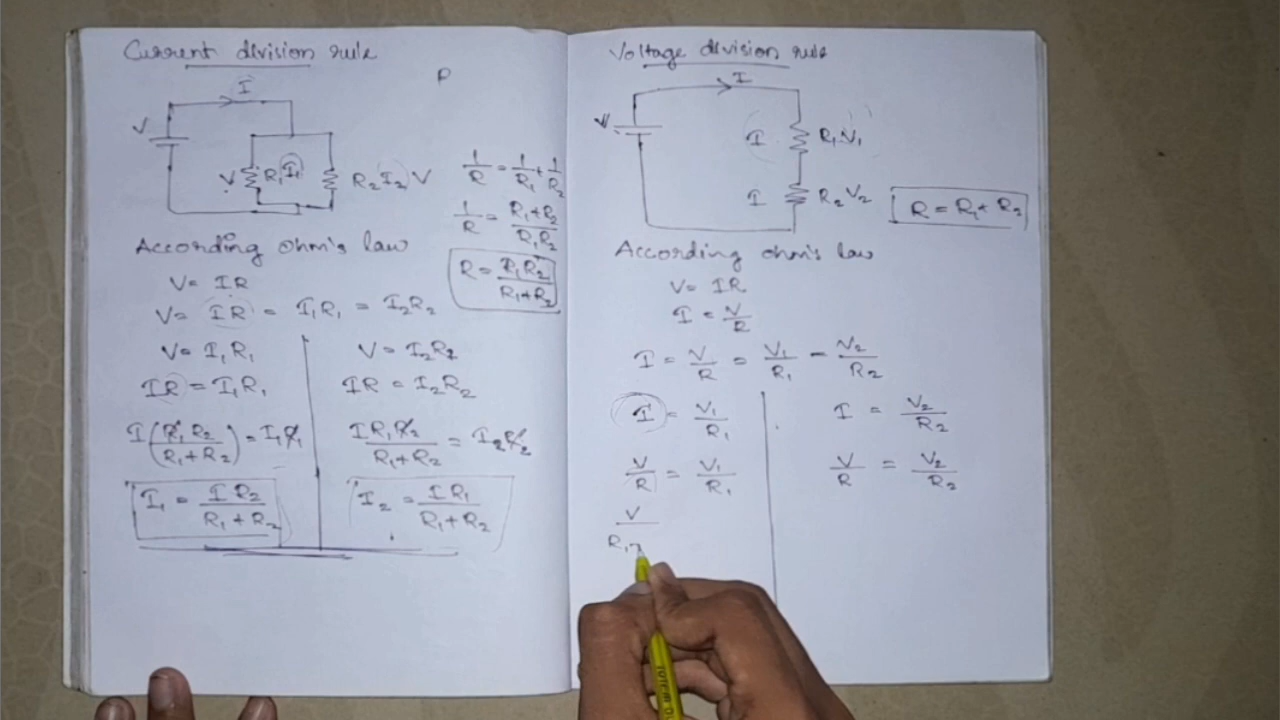 Current division rule
P
I
V
V R₁ I₁
R₂ I₂ V
1/R = 1/R₁ + 1/R₂
1/R = R₁+R₂/R₁R₂
R = R₁R₂/R₁+R₂
According ohm's law
V = IR
V = IR = I₁R₁ = I₂R₂
V = I₁R₁
IR = I₁R₁
I(R₁R₂/R₁+R₂) = I₁R₁
I₁ = IR₂/R₁+R₂
V = I₂R₂
IR = I₂R₂
IR₁R₂/R₁+R₂ = I₂R₂
I₂ = IR₁/R₁+R₂
Voltage division rule
I
V
I R₁ V₁
I R₂ V₂
R = R₁+R₂
According ohm's law
V = IR
I = V/R
I = V/R = V₁/R₁ = V₂/R₂
I = V₁/R₁
V/R = V₁/R₁
V/R₁
I = V₂/R₂
V/R = V₂/R₂